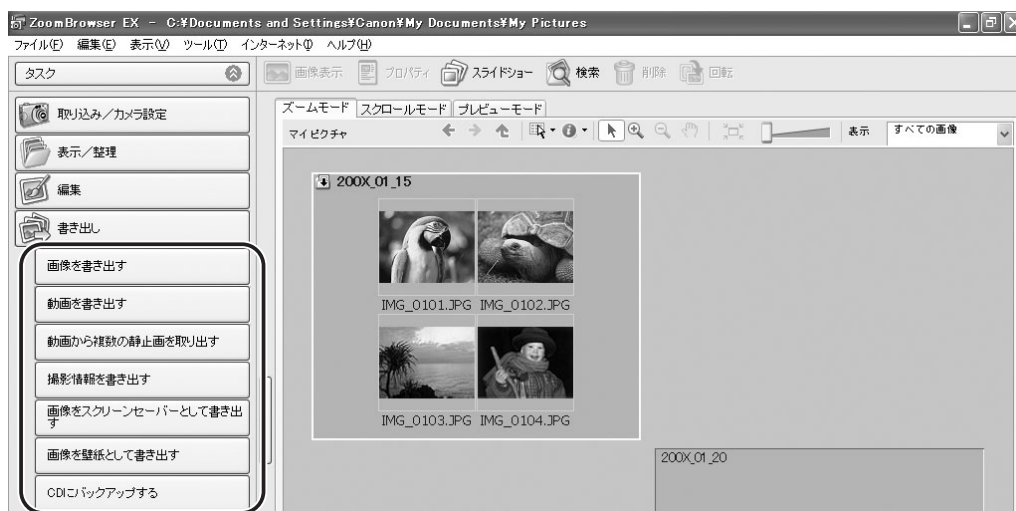 ZoomBrowser EX - C:¥Documents and Settings¥Canon¥My Documents¥My Pictures
ファイル(F) 編集(E) 表示(V) ツール(T) インターネット(I) ヘルプ(H)
タスク
画像表示 プロパティ スライドショー 検索 削除 回転
取り込み/カメラ設定
表示/整理
編集
書き出し
画像を書き出す
動画を書き出す
動画から複数の静止画を取り出す
撮影情報を書き出す
画像をスクリーンセーバーとして書き出
す
画像を壁紙として書き出す
CDにバックアップする
ズームモード スクロールモード プレビューモード
マイ ピクチャ 表示 すべての画像
200X_01_15
IMG_0101.JPG IMG_0102.JPG
IMG_0103.JPG IMG_0104.JPG
200X_01_20